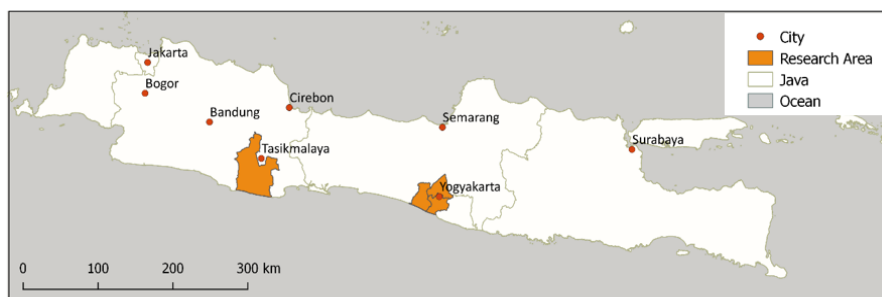 City
Research Area
Java
Ocean
Jakarta
Bogor
Bandung
Cirebon
Tasikmalaya
Semarang
Yogyakarta
Surabaya
0 100 200 300 km